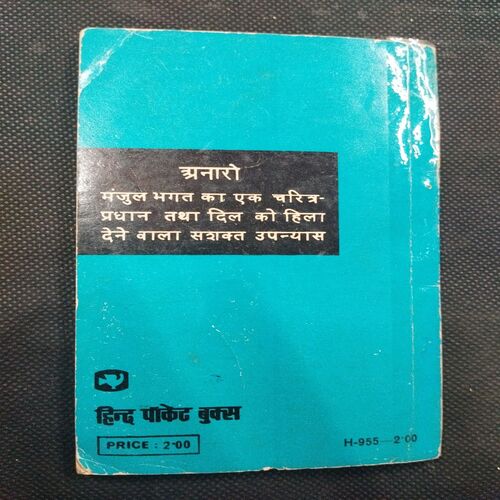 अनारो
मंजुल भगत का एक चरित्र-
प्रधान तथा दिल को हिला
देने वाला सशक्त उपन्यास
हिन्द पॉकेट बुक्स
PRICE : 2·00
H-955—2·00